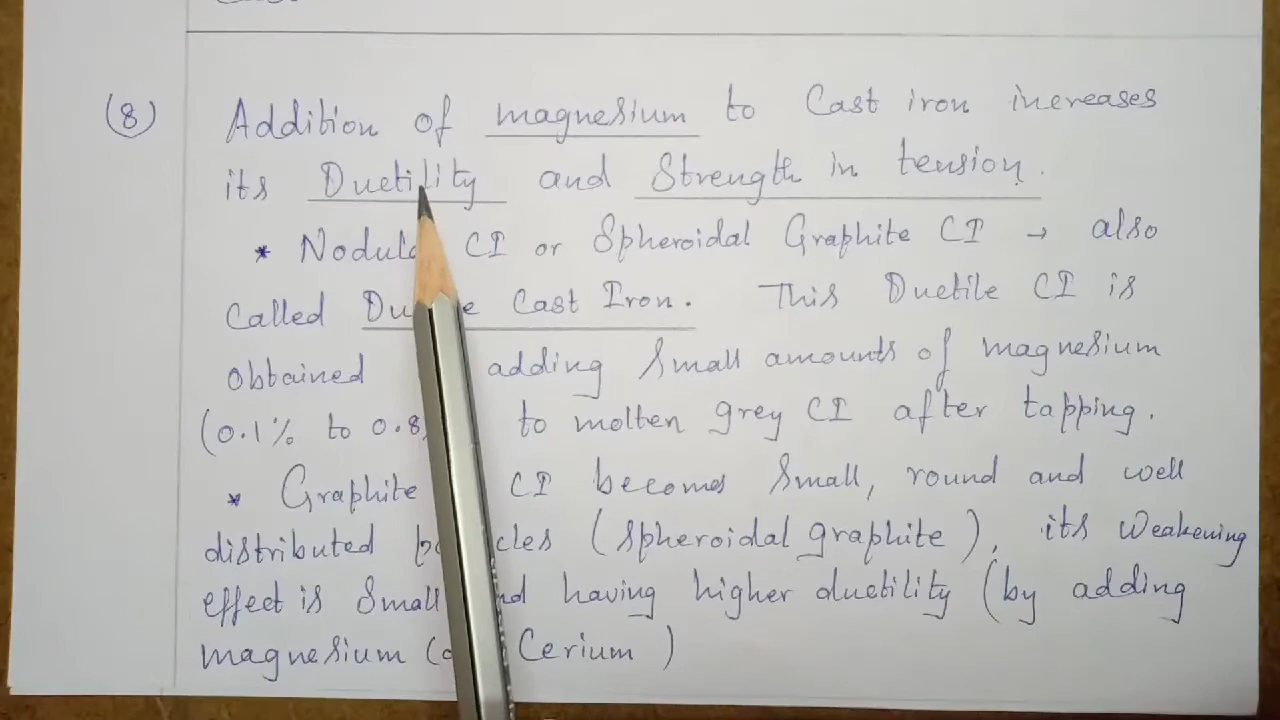 (8) Addition of magnesium to Cast iron increases
its Ductility and Strength in tension.
* Nodula CI or Spheroidal Graphite CI → also
Called Du e Cast Iron. This Ductile CI is
Obtained adding Small amounts of magnesium
(0.1% to 0.8 to molten grey CI after tapping.
* Graphite CI becomes Small, round and well
distributed cles (Spheroidal graphite), its Weakening
effect is Small nd having higher ductility (by adding
magnesium ( Cerium)